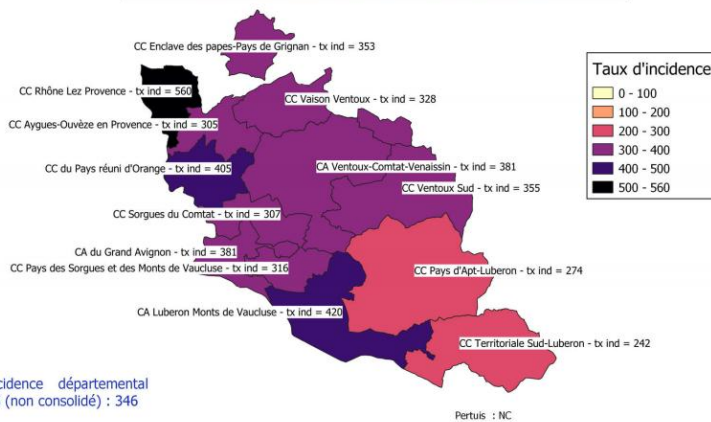 CC Enclave des papes-Pays de Grignan - tx ind = 353
CC Rhône Lez Provence - tx ind = 560
CC Vaison Ventoux - tx ind = 328
CC Aygues-Ouvèze en Provence - tx ind = 305
CC du Pays réuni d'Orange - tx ind = 405
CA Ventoux-Comtat-Venaissin - tx ind = 381
CC Ventoux Sud - tx ind = 355
CC Sorgues du Comtat - tx ind = 307
CA du Grand Avignon - tx ind = 381
CC Pays des Sorgues et des Monts de Vaucluse - tx ind = 316
CC Pays d'Apt-Luberon - tx ind = 274
CA Luberon Monts de Vaucluse - tx ind = 420
CC Territoriale Sud-Luberon - tx ind = 242
Taux d'incidence
0 - 100
100 - 200
200 - 300
300 - 400
400 - 500
500 - 560
cidence départemental
(non consolidé) : 346
Pertuis : NC